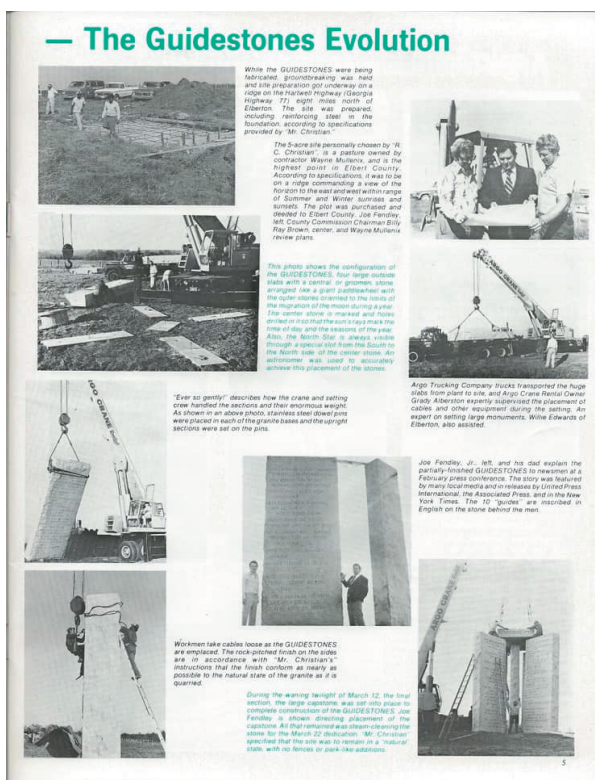 — The Guidestones Evolution
While the GUIDESTONES were being
fabricated, groundbreaking was held
and site preparation got underway on a
ridge on the Hartwell Highway (Georgia
Highway 77) eight miles north of
Elberton. The site was prepared,
including reinforcing steel in the
foundation, according to specifications
provided by "Mr. Christian."
The 5-acre site personally chosen by "R.
C. Christian", is a pasture owned by
contractor Wayne Mullenix, and is the
highest point in Elbert County.
According to specifications, it was to be
on a ridge commanding a view of the
horizon to the east and west within range
of Summer and Winter sunrises and
sunsets. The plot was purchased and
deeded to Elbert County. Joe Fendley,
left, County Commission Chairman Billy
Ray Brown, center, and Wayne Mullenix
review plans.
This photo shows the configuration of
the GUIDESTONES, four large outside
slabs with a central, or gnomen, stone
arranged like a giant paddlewheel with
the outer stones oriented to the limits of
the migration of the moon during a year.
The center stone is marked and holes
drilled in it so that the sun's rays mark the
time of day and the seasons of the year.
Also, the North Star is always visible
through a special slot from the South to
the North side of the center stone. An
astronomer was used to accurately
achieve this placement of the stones.
Argo Trucking Company trucks transported the huge
slabs from plant to site, and Argo Crane Rental Owner
Grady Alberston expertly supervised the placement of
cables and other equipment during the setting. An
expert on setting large monuments, Willie Edwards of
Elberton, also assisted.
"Ever so gently!" describes how the crane and setting
crew handled the sections and their enormous weight.
As shown in an above photo, stainless steel dowel pins
were placed in each of the granite bases and the upright
sections were set on the pins.
Joe Fendley, Jr., left, and his dad explain the
partially-finished GUIDESTONES to newsmen at a
February press conference. The story was featured
by many local media and in releases by United Press
International, the Associated Press, and in the New
York Times. The 10 "guides" are inscribed in
English on the stone behind the men.
Workmen take cables loose as the GUIDESTONES
are emplaced. The rock-pitched finish on the sides
are in accordance with "Mr. Christian's"
instructions that the finish conform as nearly as
possible to the natural state of the granite as it is
quarried.
During the waning twilight of March 12, the final
section, the large capstone, was set into place to
complete construction of the GUIDESTONES. Joe
Fendley is shown directing placement of the
capstone. All that remained was steam-cleaning the
stone for the March 22 dedication. "Mr. Christian"
specified that the site was to remain in a "natural"
state, with no fences or park-like additions.
ARGO CRANE
ARGO CRANE
ARGO CRANE
5